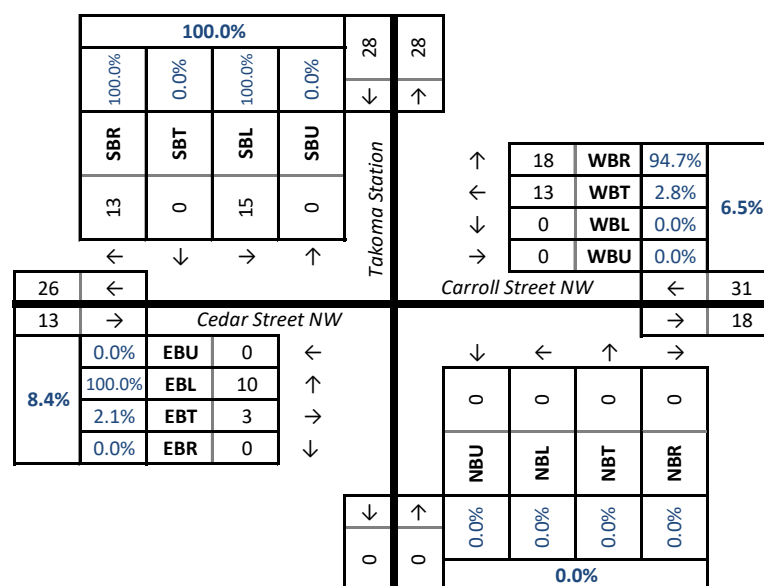 100.0%
28 28
100.0% 0.0% 100.0% 0.0%
↓ ↑
SBR SBT SBL SBU
13 0 15 0
← ↓ → ↑
Takoma Station
↑ 18 WBR 94.7%
← 13 WBT 2.8%
↓ 0 WBL 0.0%
→ 0 WBU 0.0%
6.5%
26 ←
Carroll Street NW
← 31
13 →
Cedar Street NW
→ 18
8.4%
0.0% EBU 0 ←
100.0% EBL 10 ↑
2.1% EBT 3 →
0.0% EBR 0 ↓
↓ ← ↑ →
0 0 0 0
NBU NBL NBT NBR
↓ ↑
0.0% 0.0% 0.0% 0.0%
0 0
0.0%